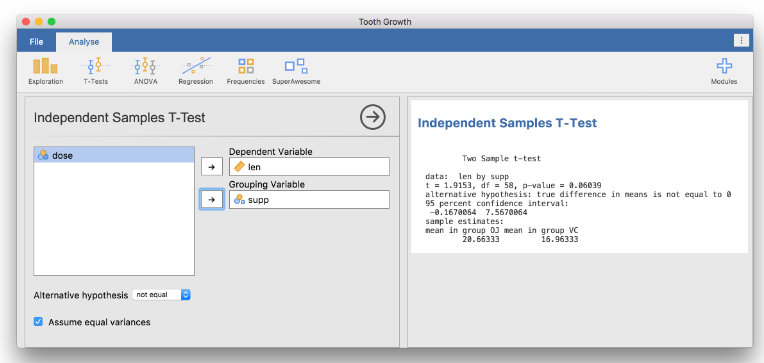 Tooth Growth
File Analyse
Exploration T-Tests ANOVA Regression Frequencies SuperAwesome Modules
Independent Samples T-Test
dose
Dependent Variable
len
Grouping Variable
supp
Alternative hypothesis not equal
Assume equal variances
Independent Samples T-Test
Two Sample t-test
data: len by supp
t = 1.9153, df = 58, p-value = 0.06039
alternative hypothesis: true difference in means is not equal to 0
95 percent confidence interval:
-0.1670064 7.5670064
sample estimates:
mean in group OJ mean in group VC
20.66333 16.96333